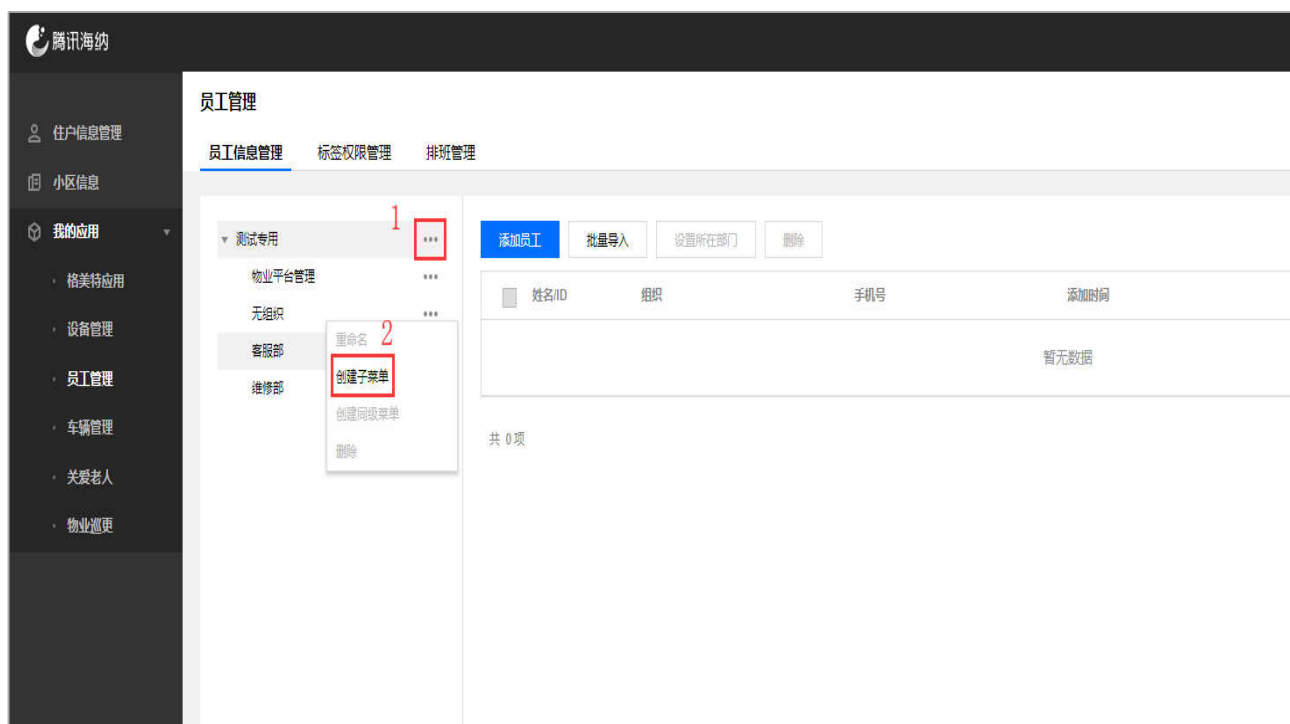 腾讯海纳
住户信息管理
小区信息
我的应用
格美特应用
设备管理
员工管理
车辆管理
关爱老人
物业巡更
员工管理
员工信息管理 标签权限管理 排班管理
测试专用
1
物业平台管理
无组织
客服部
维修部
重命名
2
创建子菜单
创建同级菜单
删除
添加员工 批量导入 设置所在部门 删除
姓名/ID 组织 手机号 添加时间
暂无数据
共 0项